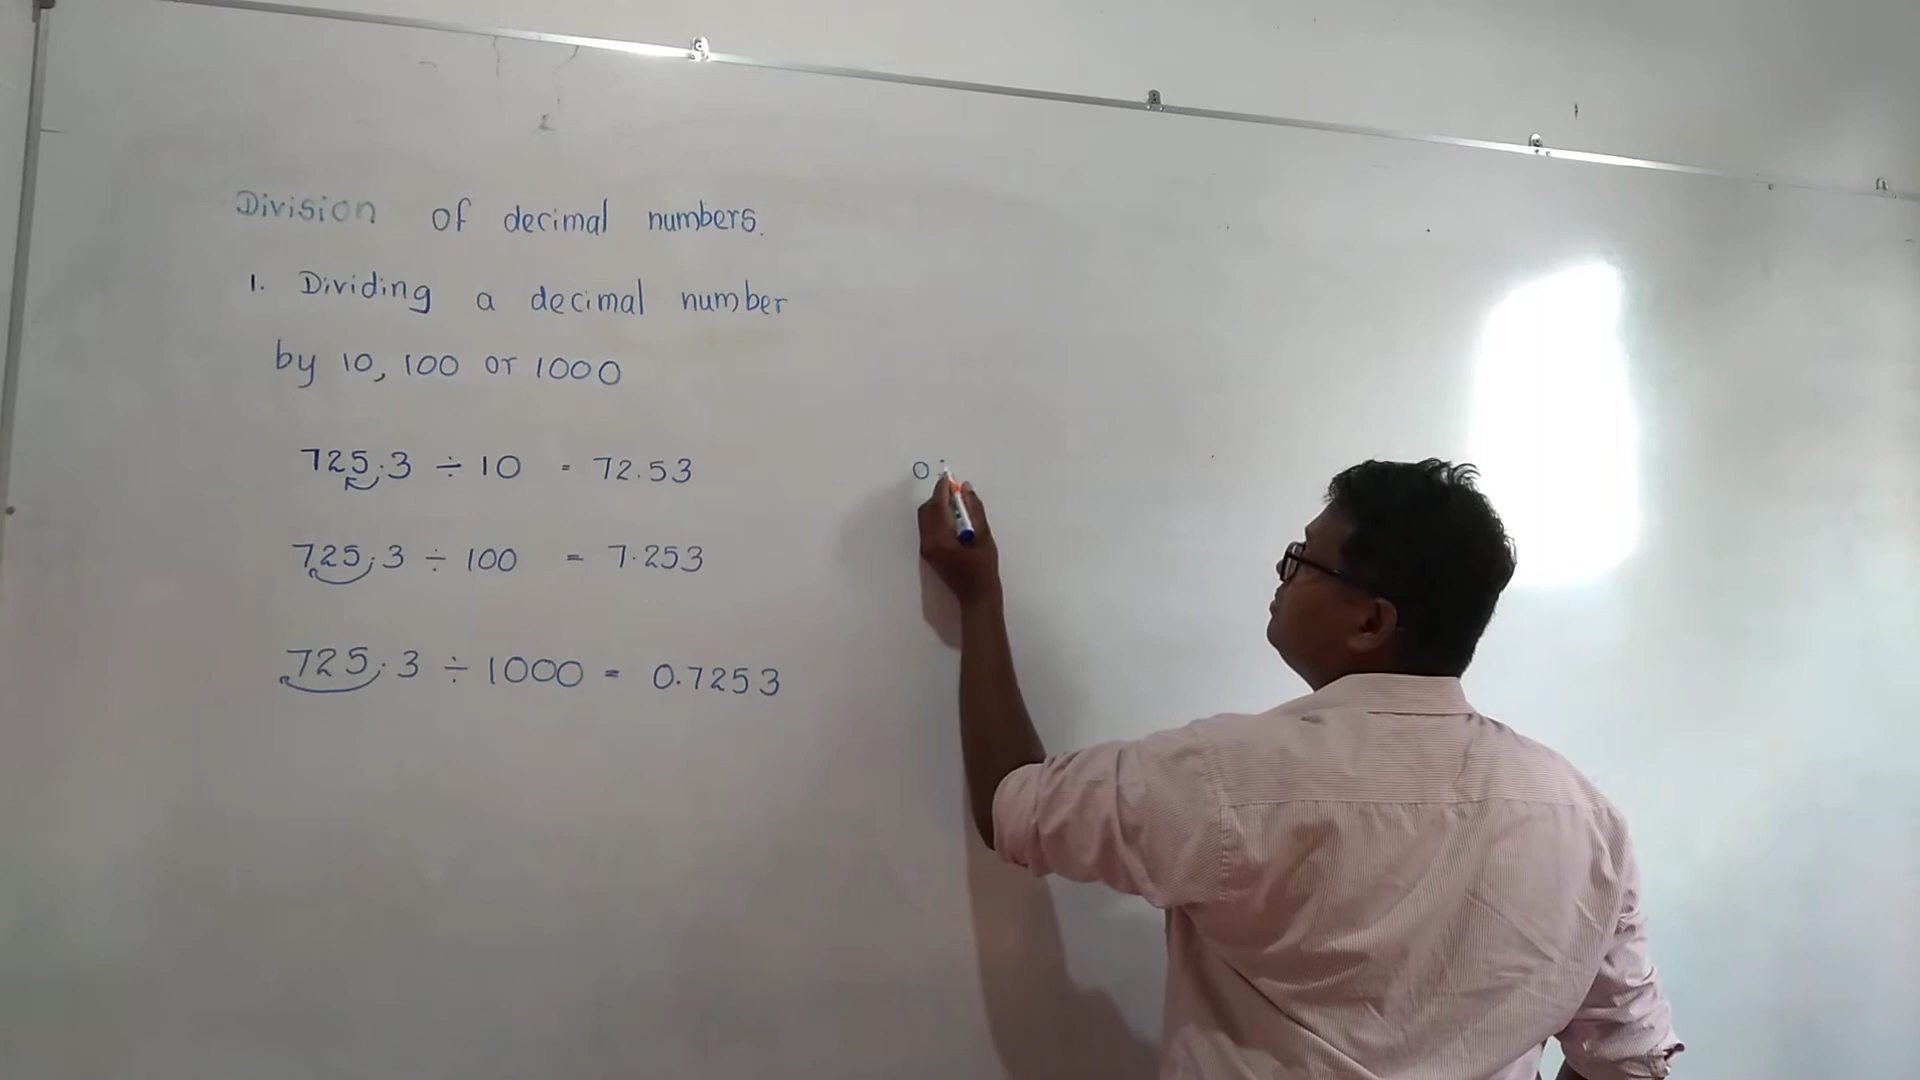 Division of decimal numbers.
1. Dividing a decimal number
by 10, 100 or 1000
725.3 ÷ 10 = 72.53
725.3 ÷ 100 = 7.253
725.3 ÷ 1000 = 0.7253
0